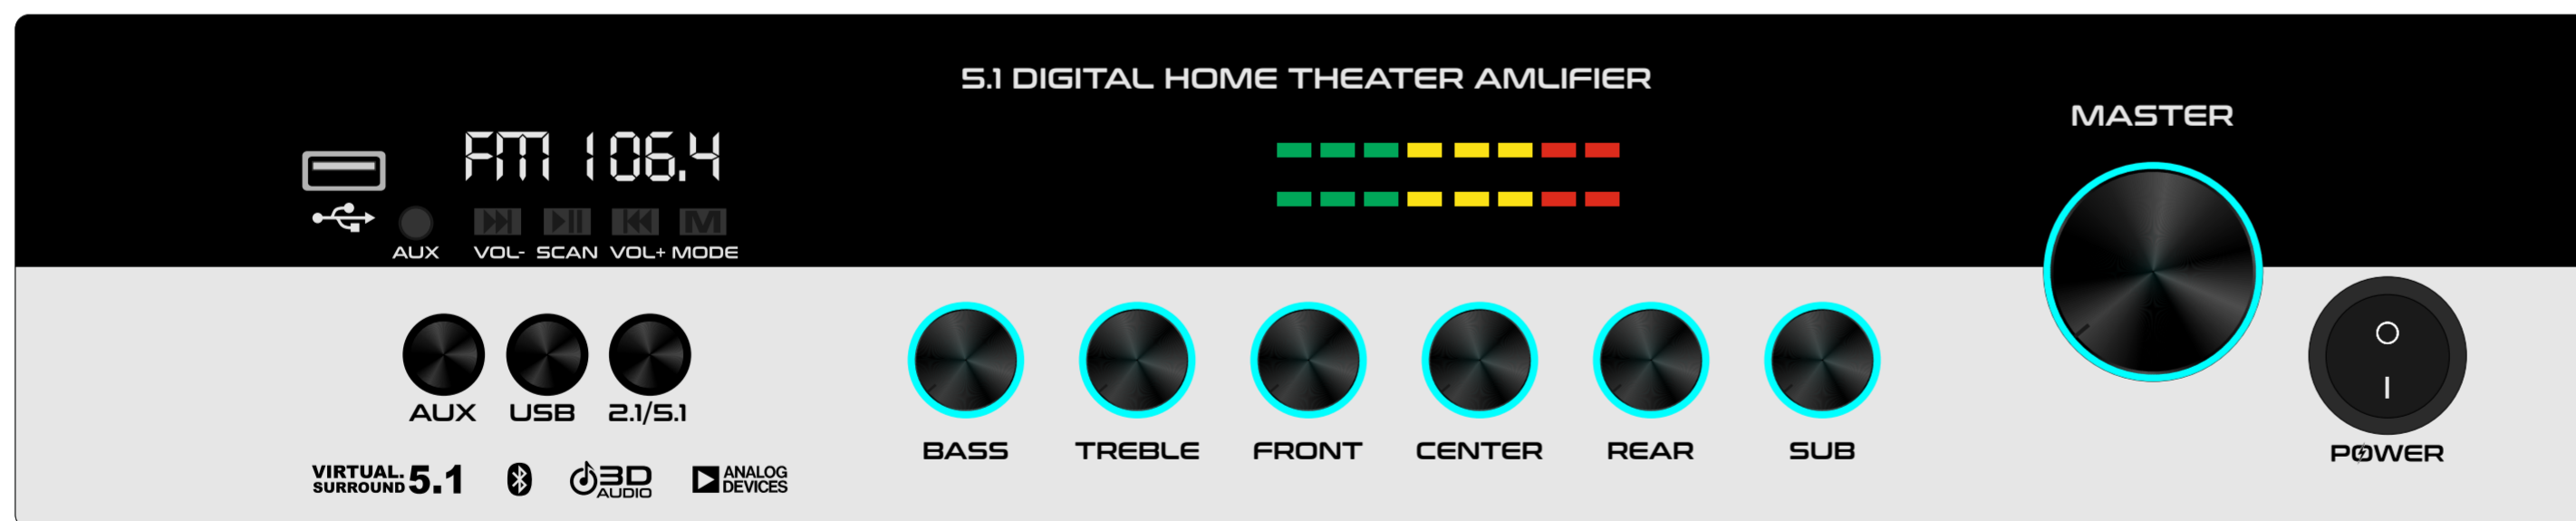 5.1 DIGITAL HOME THEATER AMLIFIER
MASTER
FM 106.4
M
AUX VOL- SCAN VOL+ MODE
AUX USB 2.1/5.1
BASS TREBLE FRONT CENTER REAR SUB
POWER
VIRTUAL.
SURROUND 5.1
3D
AUDIO
ANALOG
DEVICES